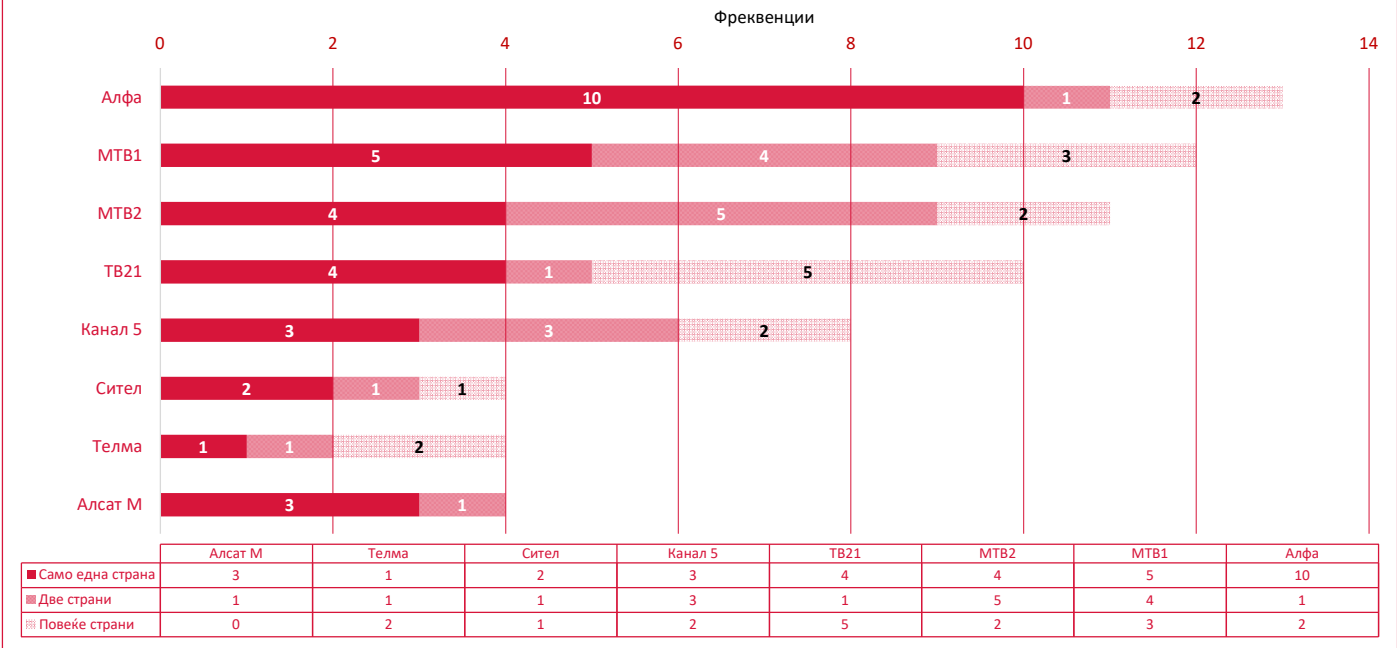 Фреквенции
0 2 4 6 8 10 12 14
Алфа 10 1 2
МТВ1 5 4 3
МТВ2 4 5 2
ТВ21 4 1 5
Канал 5 3 3 2
Сител 2 1 1
Телма 1 1 2
Алсат М 3 1
Алсат М Телма Сител Канал 5 ТВ21 МТВ2 МТВ1 Алфа
Само една страна 3 1 2 3 4 4 5 10
Две страни 1 1 1 3 1 5 4 1
Повеќе страни 0 2 1 2 5 2 3 2